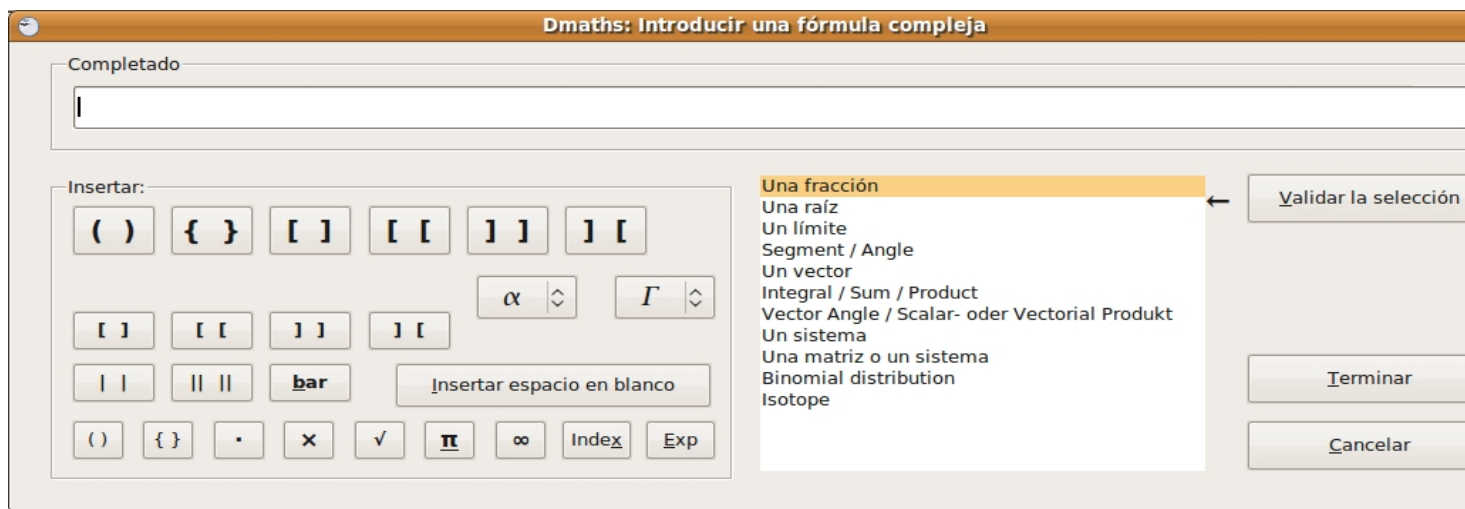 Dmaths: Introducir una fórmula compleja
Completado
Insertar:
( ) { } [ ] [ [ ] ] ] [
α Γ
[ ] [ [ ] ] ] [
| | || || bar Insertar espacio en blanco
( ) { } · × √ π ∞ Index Exp
Una fracción
Una raíz
Un límite
Segment / Angle
Un vector
Integral / Sum / Product
Vector Angle / Scalar- oder Vectorial Produkt
Un sistema
Una matriz o un sistema
Binomial distribution
Isotope
← Validar la selección
Terminar
Cancelar